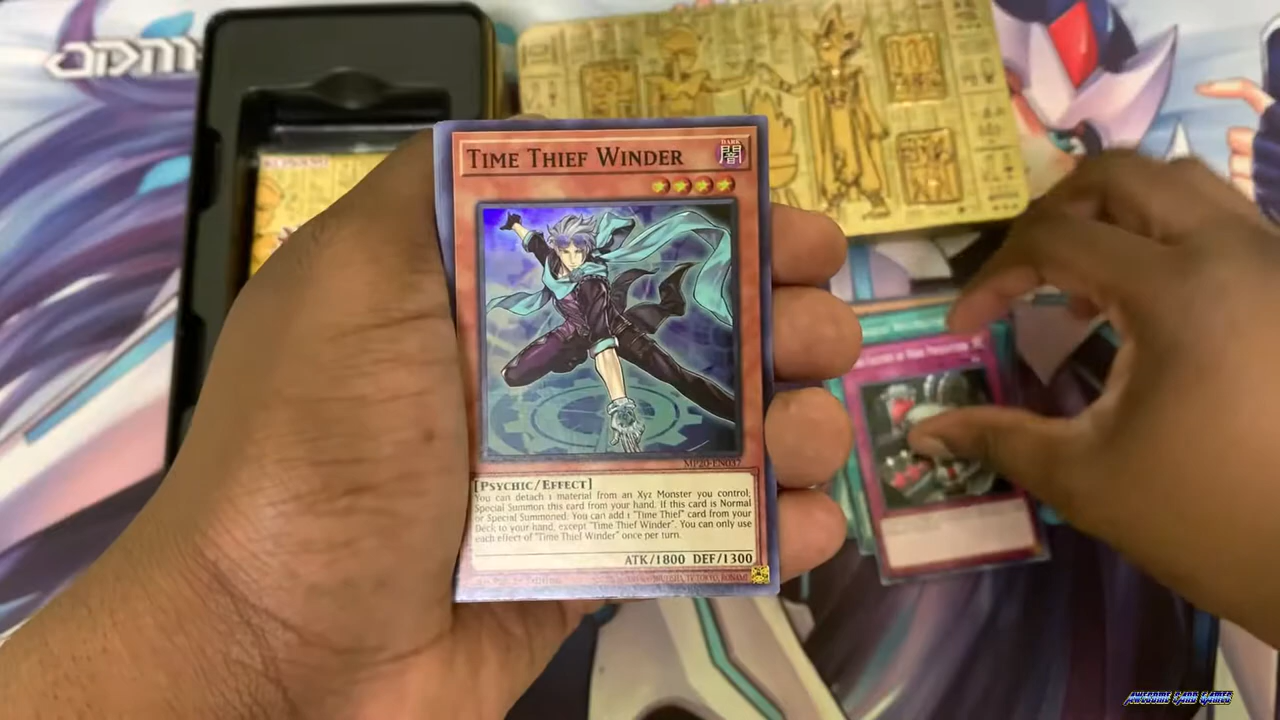 KONAMI
TIME THIEF WINDER
DARK
闇
MP20-EN037
[PSYCHIC/EFFECT]
You can detach 1 material from an Xyz Monster you control;
Special Summon this card from your hand. If this card is Normal
or Special Summoned: You can add 1 "Time Thief" card from your
Deck to your hand, except "Time Thief Winder". You can only use
each effect of "Time Thief Winder" once per turn.
ATK/1800 DEF/1300
AWESOME CARD GAMES